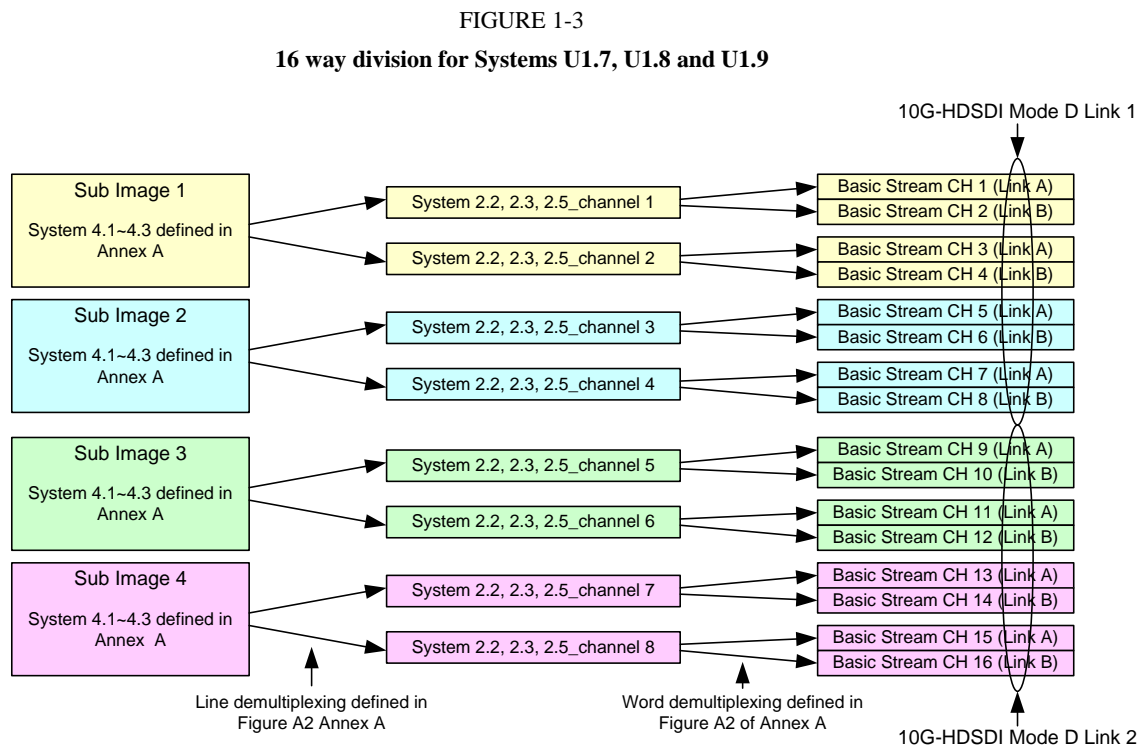 FIGURE 1-3
16 way division for Systems U1.7, U1.8 and U1.9
10G-HDSDI Mode D Link 1
Sub Image 1
System 4.1~4.3 defined in
Annex A
System 2.2, 2.3, 2.5_channel 1
System 2.2, 2.3, 2.5_channel 2
Basic Stream CH 1 (Link A)
Basic Stream CH 2 (Link B)
Basic Stream CH 3 (Link A)
Basic Stream CH 4 (Link B)
Sub Image 2
System 4.1~4.3 defined in
Annex A
System 2.2, 2.3, 2.5_channel 3
System 2.2, 2.3, 2.5_channel 4
Basic Stream CH 5 (Link A)
Basic Stream CH 6 (Link B)
Basic Stream CH 7 (Link A)
Basic Stream CH 8 (Link B)
Sub Image 3
System 4.1~4.3 defined in
Annex A
System 2.2, 2.3, 2.5_channel 5
System 2.2, 2.3, 2.5_channel 6
Basic Stream CH 9 (Link A)
Basic Stream CH 10 (Link B)
Basic Stream CH 11 (Link A)
Basic Stream CH 12 (Link B)
Sub Image 4
System 4.1~4.3 defined in
Annex A
System 2.2, 2.3, 2.5_channel 7
System 2.2, 2.3, 2.5_channel 8
Basic Stream CH 13 (Link A)
Basic Stream CH 14 (Link B)
Basic Stream CH 15 (Link A)
Basic Stream CH 16 (Link B)
Line demultiplexing defined in
Figure A2 Annex A
Word demultiplexing defined in
Figure A2 of Annex A
10G-HDSDI Mode D Link 2